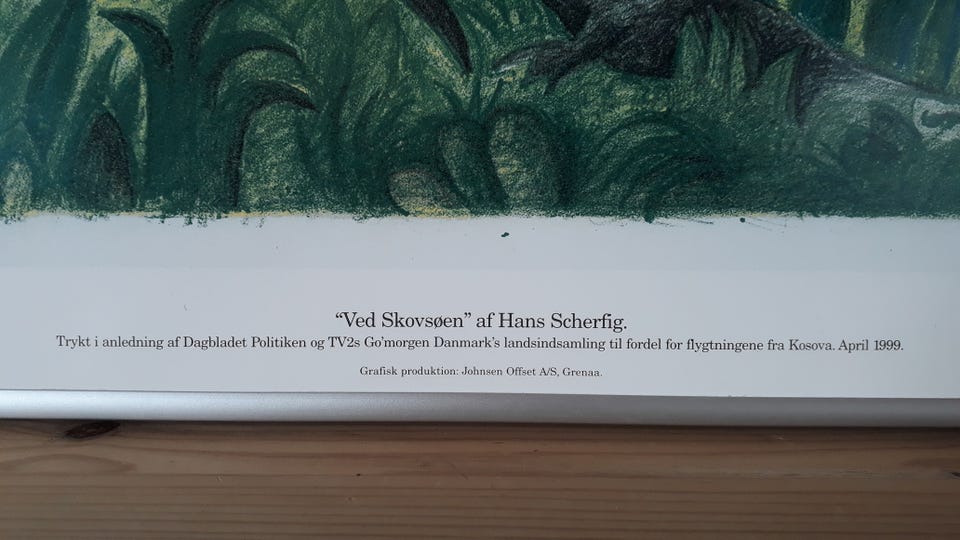 “Ved Skovsøen” af Hans Scherfig.
Trykt i anledning af Dagbladet Politiken og TV2s Go’morgen Danmark’s landsindsamling til fordel for flygtningene fra Kosova. April 1999.
Grafisk produktion: Johnsen Offset A/S, Grenaa.